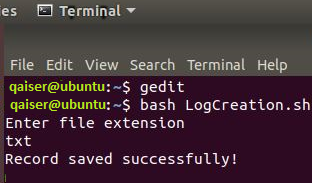 ies Terminal
File Edit View Search Terminal Help
qaiser@ubuntu:~$ gedit
qaiser@ubuntu:~$ bash LogCreation.sh
Enter file extension
txt
Record saved successfully!